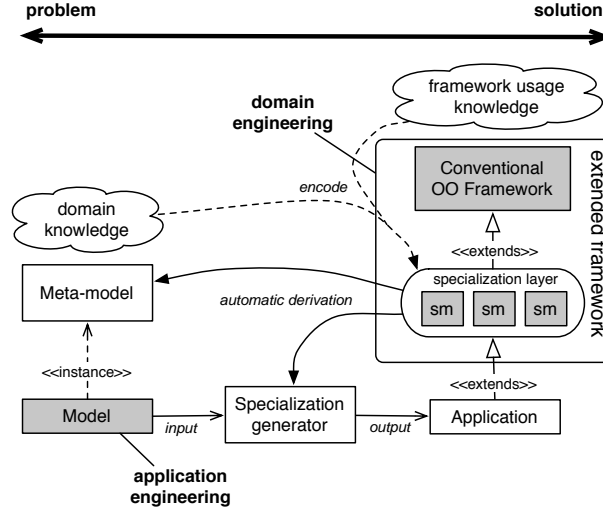 problem
solution
framework usage
knowledge
domain
engineering
extended framework
Conventional
OO Framework
encode
domain
knowledge
<<extends>>
specialization layer
Meta-model
automatic derivation
sm
sm
sm
<<instance>>
<<extends>>
Model
input
Specialization
generator
output
Application
application
engineering